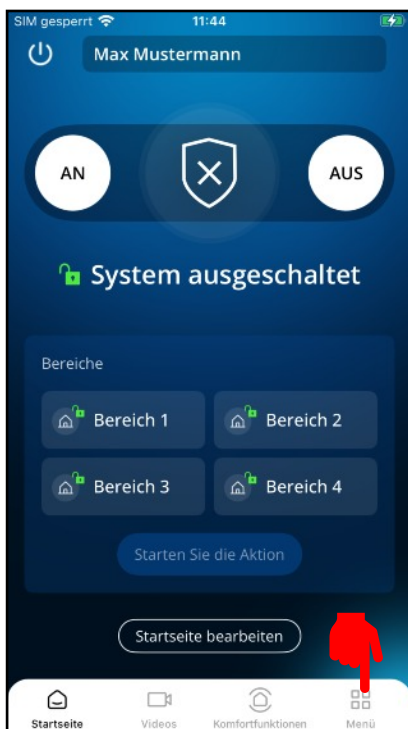 SIM gesperrt 11:44
Max Mustermann
AN AUS
System ausgeschaltet
Bereiche
Bereich 1 Bereich 2
Bereich 3 Bereich 4
Starten Sie die Aktion
Startseite bearbeiten
Startseite Videos Komfortfunktionen Menü